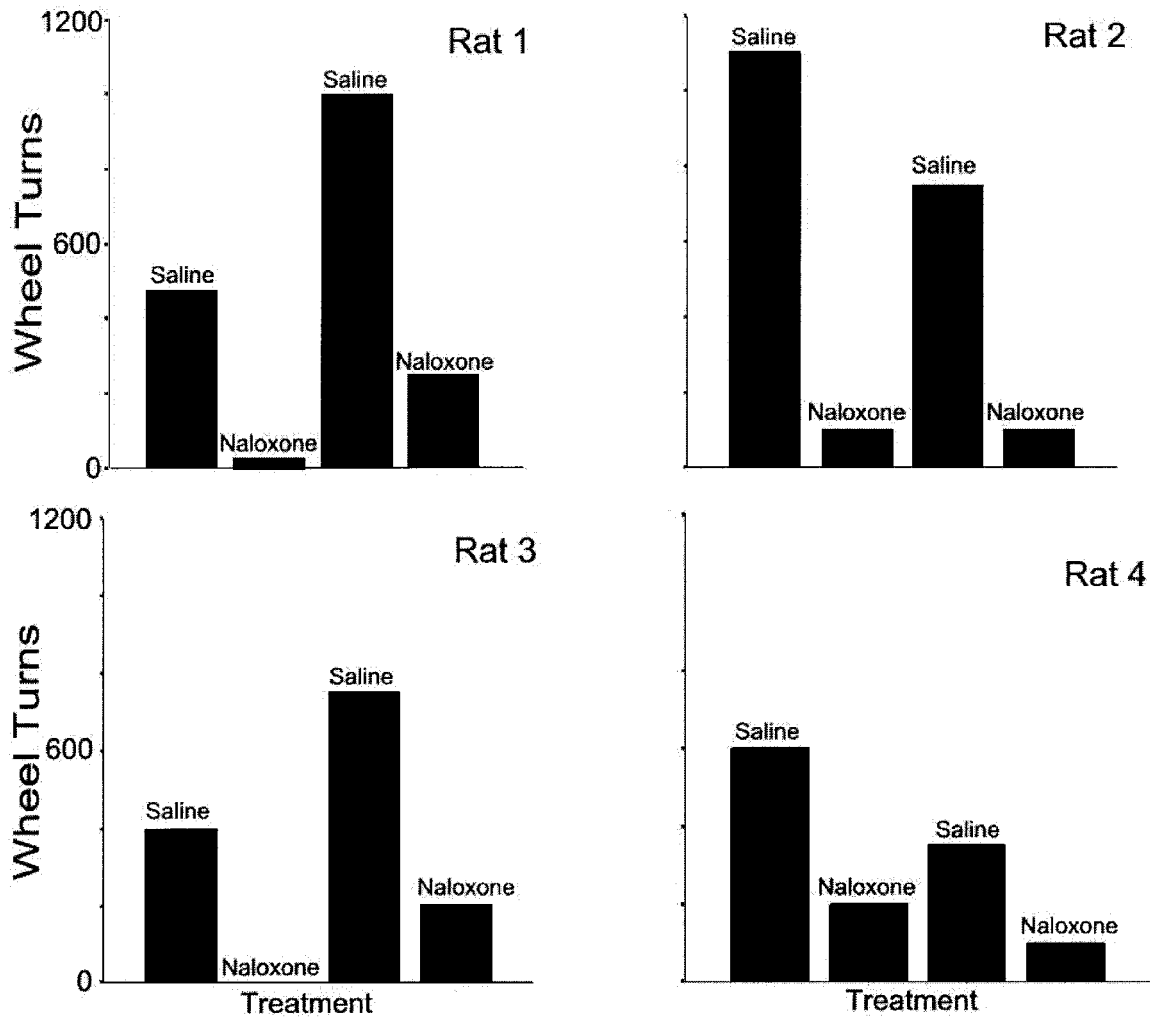 1200
Rat 1
Saline
Saline
Wheel Turns
600
Saline
Naloxone
Naloxone
0
Rat 2
Saline
Saline
Naloxone
Naloxone
1200
Rat 3
Saline
Wheel Turns
600
Saline
Naloxone
Naloxone
0
Treatment
Rat 4
Saline
Saline
Naloxone
Naloxone
Treatment